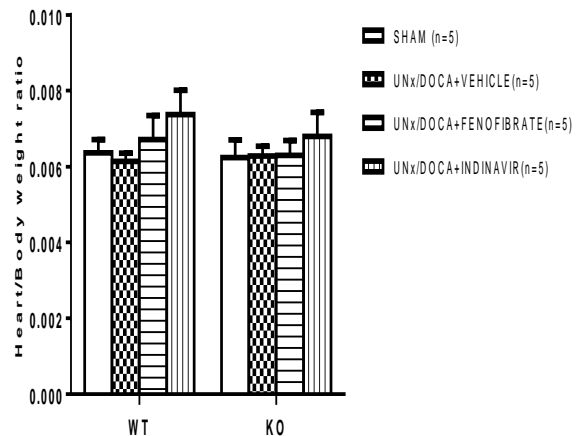 Heart/Body weight ratio
0.010
0.008
0.006
0.004
0.002
0.000
WT
KO
SHAM (n=5)
UNx/DOCA+VEHICLE(n=5)
UNx/DOCA+FENOFIBRATE(n=5)
UNx/DOCA+INDINAVIR(n=5)